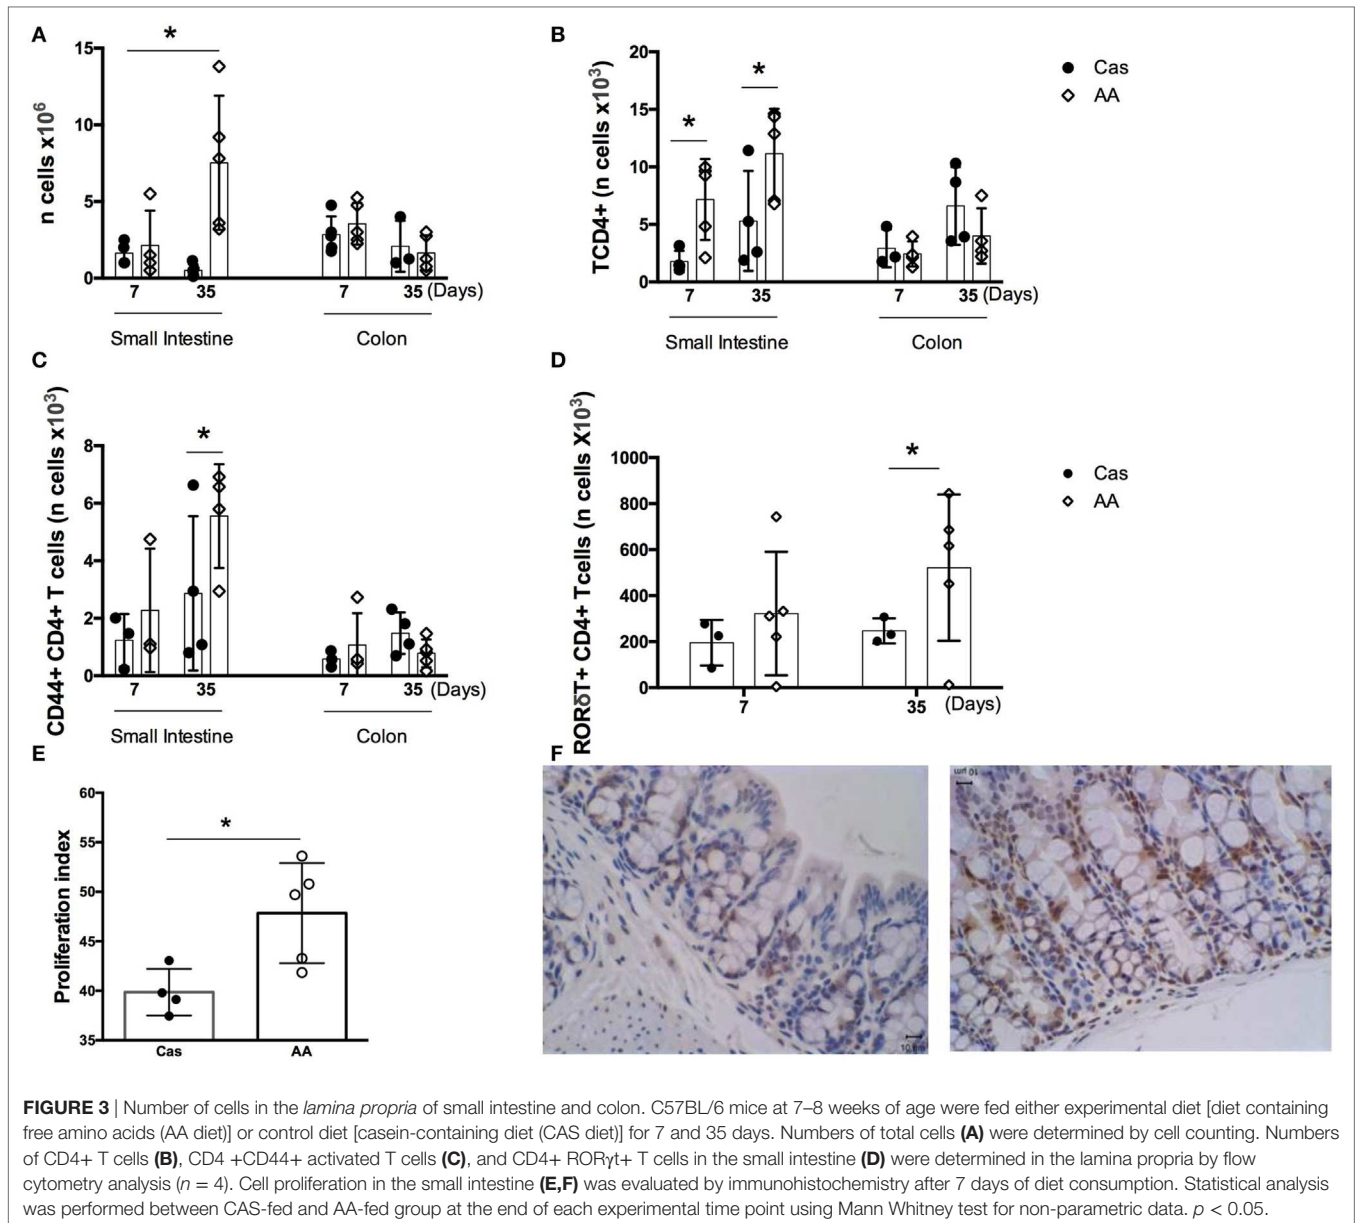 A
*
15
10
5
0
n cells x10⁶
7
35
7
35 (Days)
Small Intestine
Colon
B
*
*
20
15
10
5
0
TCD4+ (n cells x10³)
7
35
7
35 (Days)
Small Intestine
Colon
Cas
AA
C
*
8
6
4
2
0
CD44+ CD4+ T cells (n cells x10³)
7
35
7
35 (Days)
Small Intestine
Colon
D
*
1000
800
600
400
200
0
RORδT+ CD4+ Tcells (n cells X10³)
7
35
(Days)
Cas
AA
E
*
60
55
50
45
40
35
Proliferation index
Cas
AA
F
10 µm
10 µm
FIGURE 3 | Number of cells in the lamina propria of small intestine and colon. C57BL/6 mice at 7–8 weeks of age were fed either experimental diet [diet containing
free amino acids (AA diet)] or control diet [casein-containing diet (CAS diet)] for 7 and 35 days. Numbers of total cells (A) were determined by cell counting. Numbers
of CD4+ T cells (B), CD4 +CD44+ activated T cells (C), and CD4+ RORγt+ T cells in the small intestine (D) were determined in the lamina propria by flow
cytometry analysis (n = 4). Cell proliferation in the small intestine (E,F) was evaluated by immunohistochemistry after 7 days of diet consumption. Statistical analysis
was performed between CAS-fed and AA-fed group at the end of each experimental time point using Mann Whitney test for non-parametric data. p < 0.05.